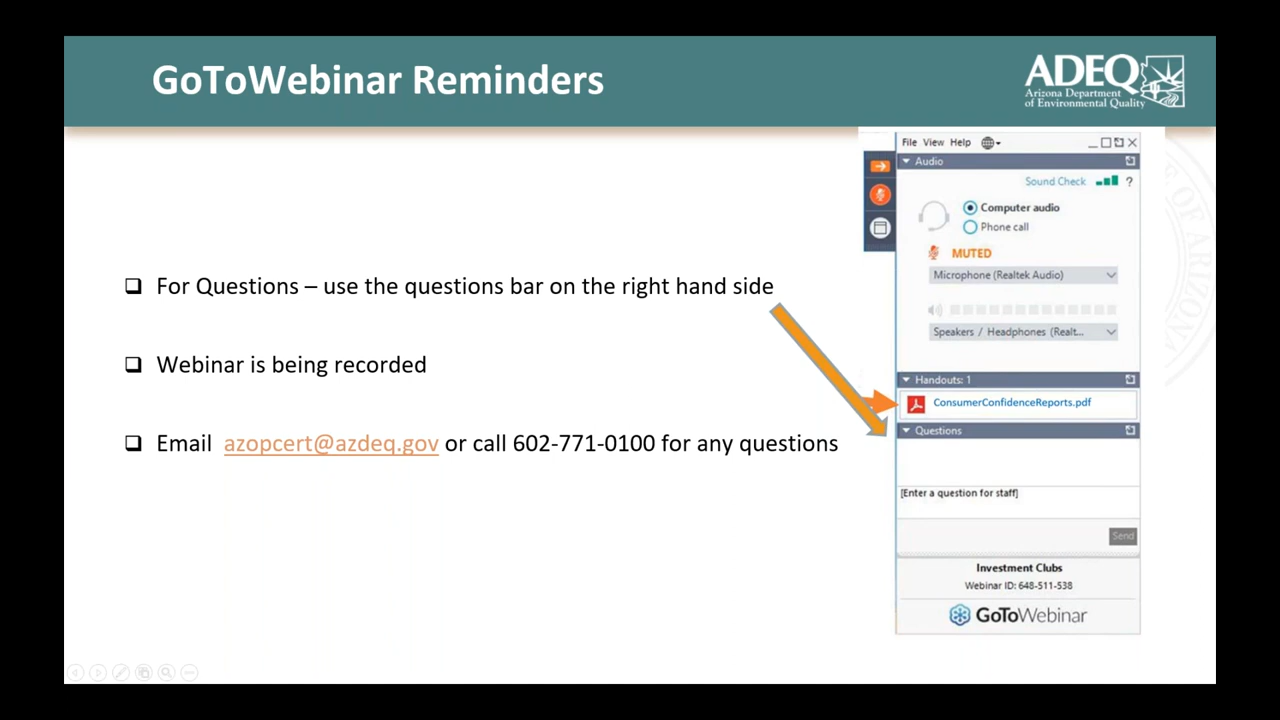 GoToWebinar Reminders
ADEQ
Arizona Department
of Environmental Quality
For Questions – use the questions bar on the right hand side
Webinar is being recorded
Email azopcert@azdeq.gov or call 602-771-0100 for any questions
File View Help
Audio
Sound Check ?
Computer audio
Phone call
MUTED
Microphone (Realtek Audio)
Speakers / Headphones (Realt...
Handouts: 1
ConsumerConfidenceReports.pdf
Questions
[Enter a question for staff]
Send
Investment Clubs
Webinar ID: 648-511-538
GoToWebinar
OF ARIZONA